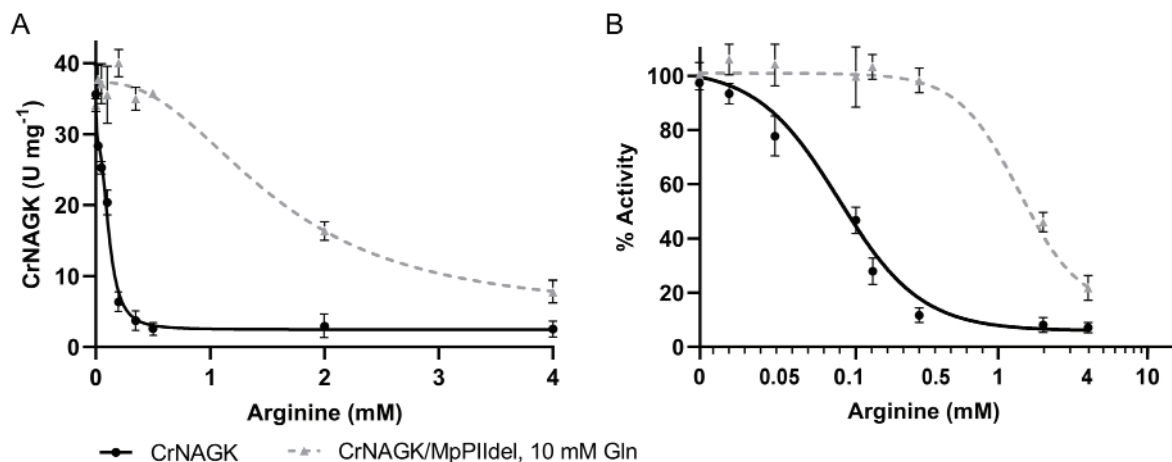 A
B
CrNAGK (U mg-1)
40
30
20
10
0
0
1
2
3
4
Arginine (mM)
% Activity
100
80
60
40
20
0
0
0.05
0.1
0.5
1
4
10
Arginine (mM)
CrNAGK
CrNAGK/MpPIIdel, 10 mM Gln